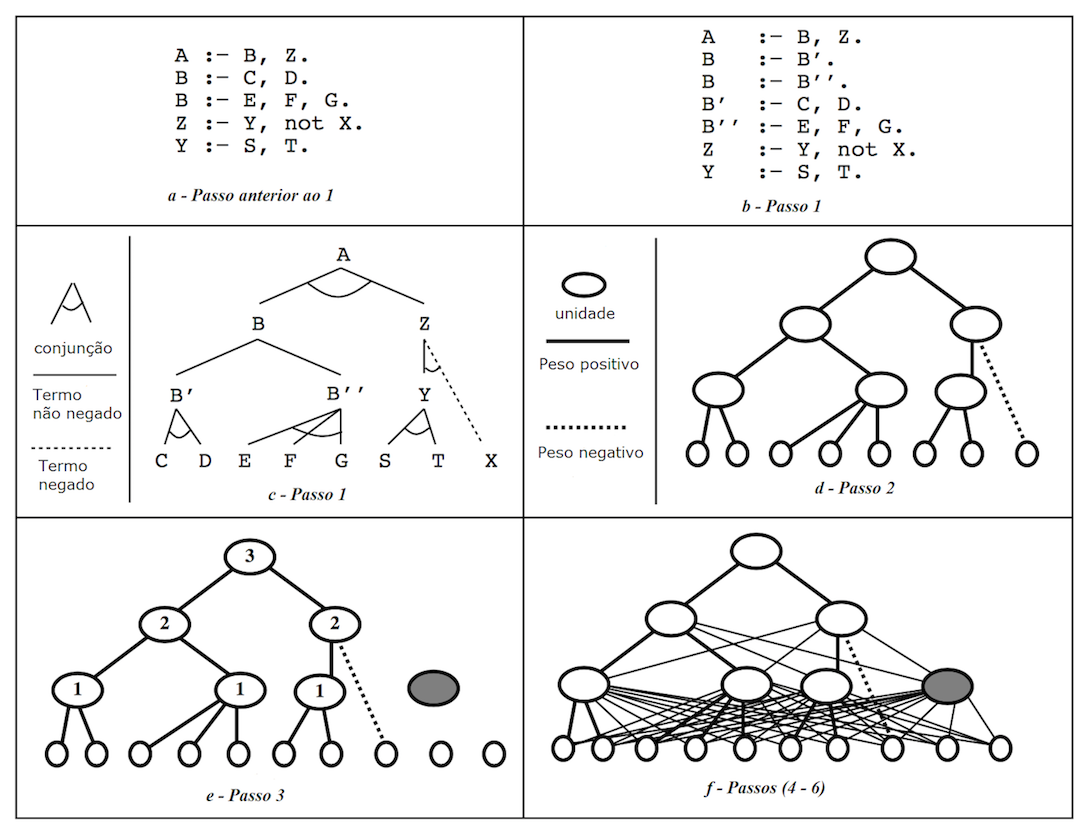 A :- B, Z.
B :- C, D.
B :- E, F, G.
Z :- Y, not X.
Y :- S, T.
a - Passo anterior ao 1
A :- B, Z.
B :- B'.
B :- B''.
B' :- C, D.
B'' :- E, F, G.
Z :- Y, not X.
Y :- S, T.
b - Passo 1
conjunção
Termo
não negado
Termo
negado
A
B Z
B' B'' Y
C D E F G S T X
c - Passo 1
unidade
Peso positivo
Peso negativo
d - Passo 2
3
2 2
1 1 1
e - Passo 3
f - Passos (4 - 6)